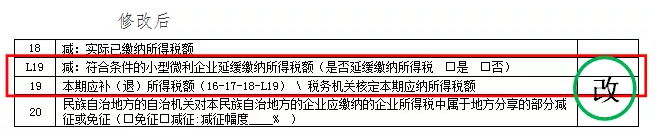 修改后
18 减：实际已缴纳所得税额
L19 减：符合条件的小型微利企业延缓缴纳所得税额（是否延缓缴纳所得税 □是 □否）
19 本期应补（退）所得税额（16-17-18-L19） \ 税务机关核定本期应纳所得税额
改
20 民族自治地方的自治机关对本民族自治地方的企业应缴纳的企业所得税中属于地方分享的部分减
征或免征（□免征□减征:减征幅度____% ）